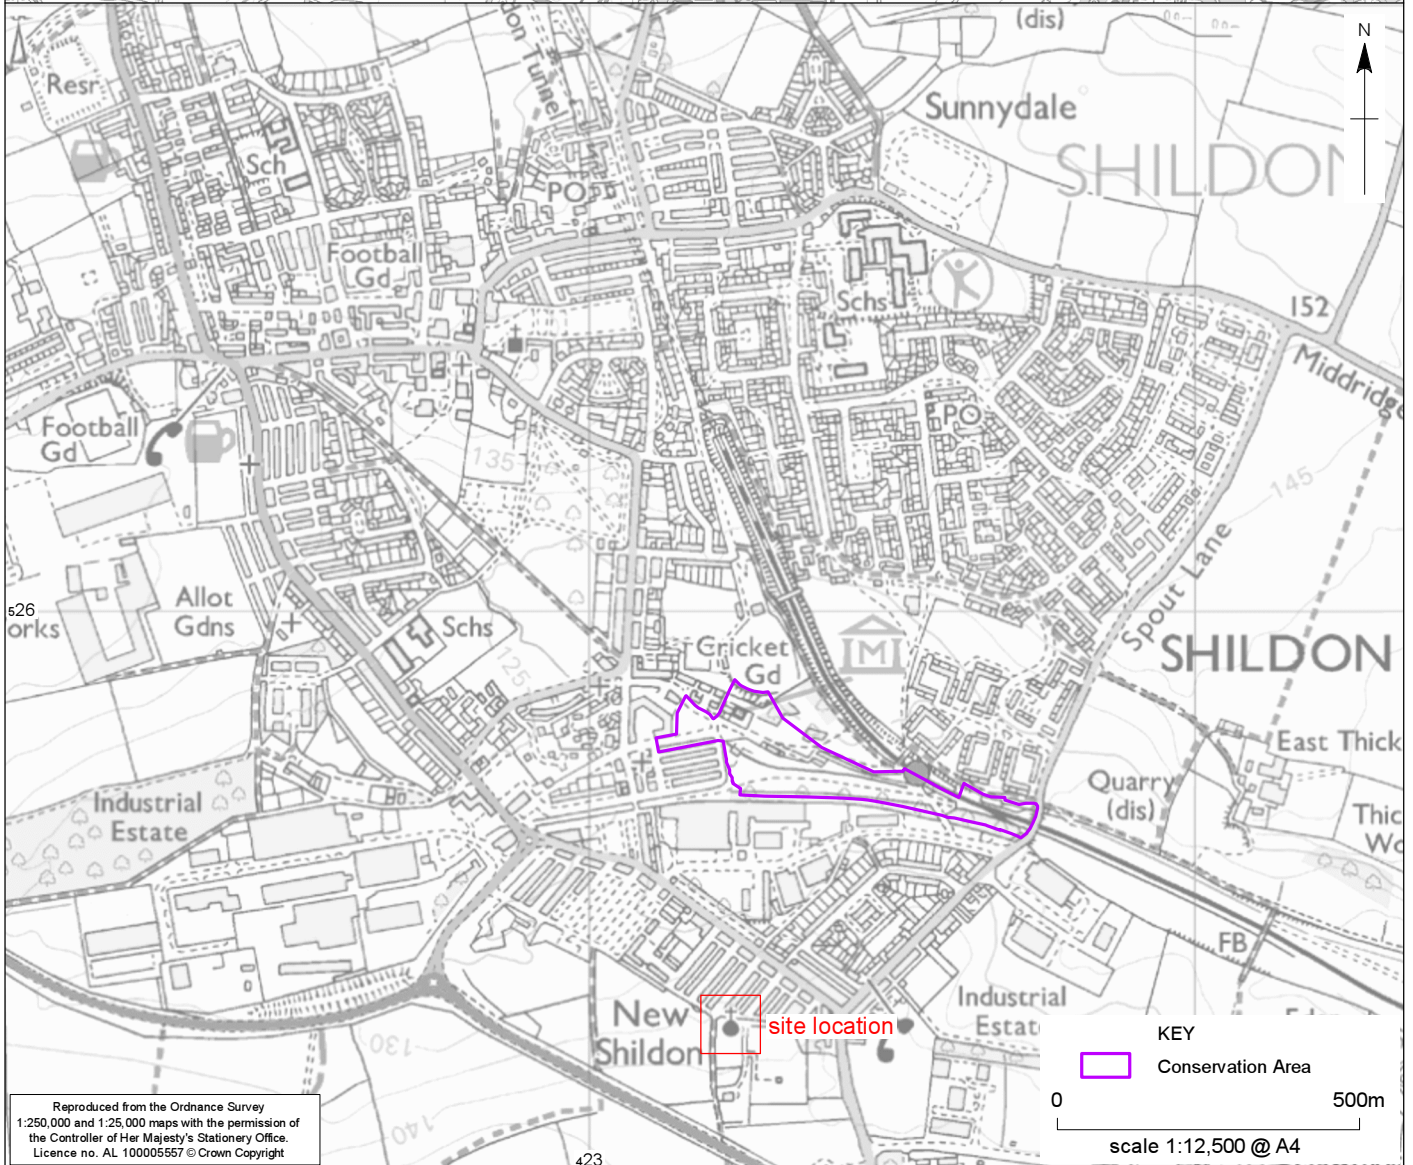 (dis)
N
Resr
Tunnel
Sunnydale
SHILDON
Sch
PO
Football
Gd
Schs
152
Middridge
PO
Football
Gd
135
145
Spout Lane
526
orks
Allot
Gdns
Schs
Cricket
Gd
M
SHILDON
125
East Thick
Quarry
(dis)
Thic
Wo
Industrial
Estate
FB
Industrial
Estat
New
Shildon
site location
130
140
KEY
Conservation Area
0 500m
scale 1:12,500 @ A4
Reproduced from the Ordnance Survey
1:250,000 and 1:25,000 maps with the permission of
the Controller of Her Majesty's Stationery Office.
Licence no. AL 100005557 © Crown Copyright
423